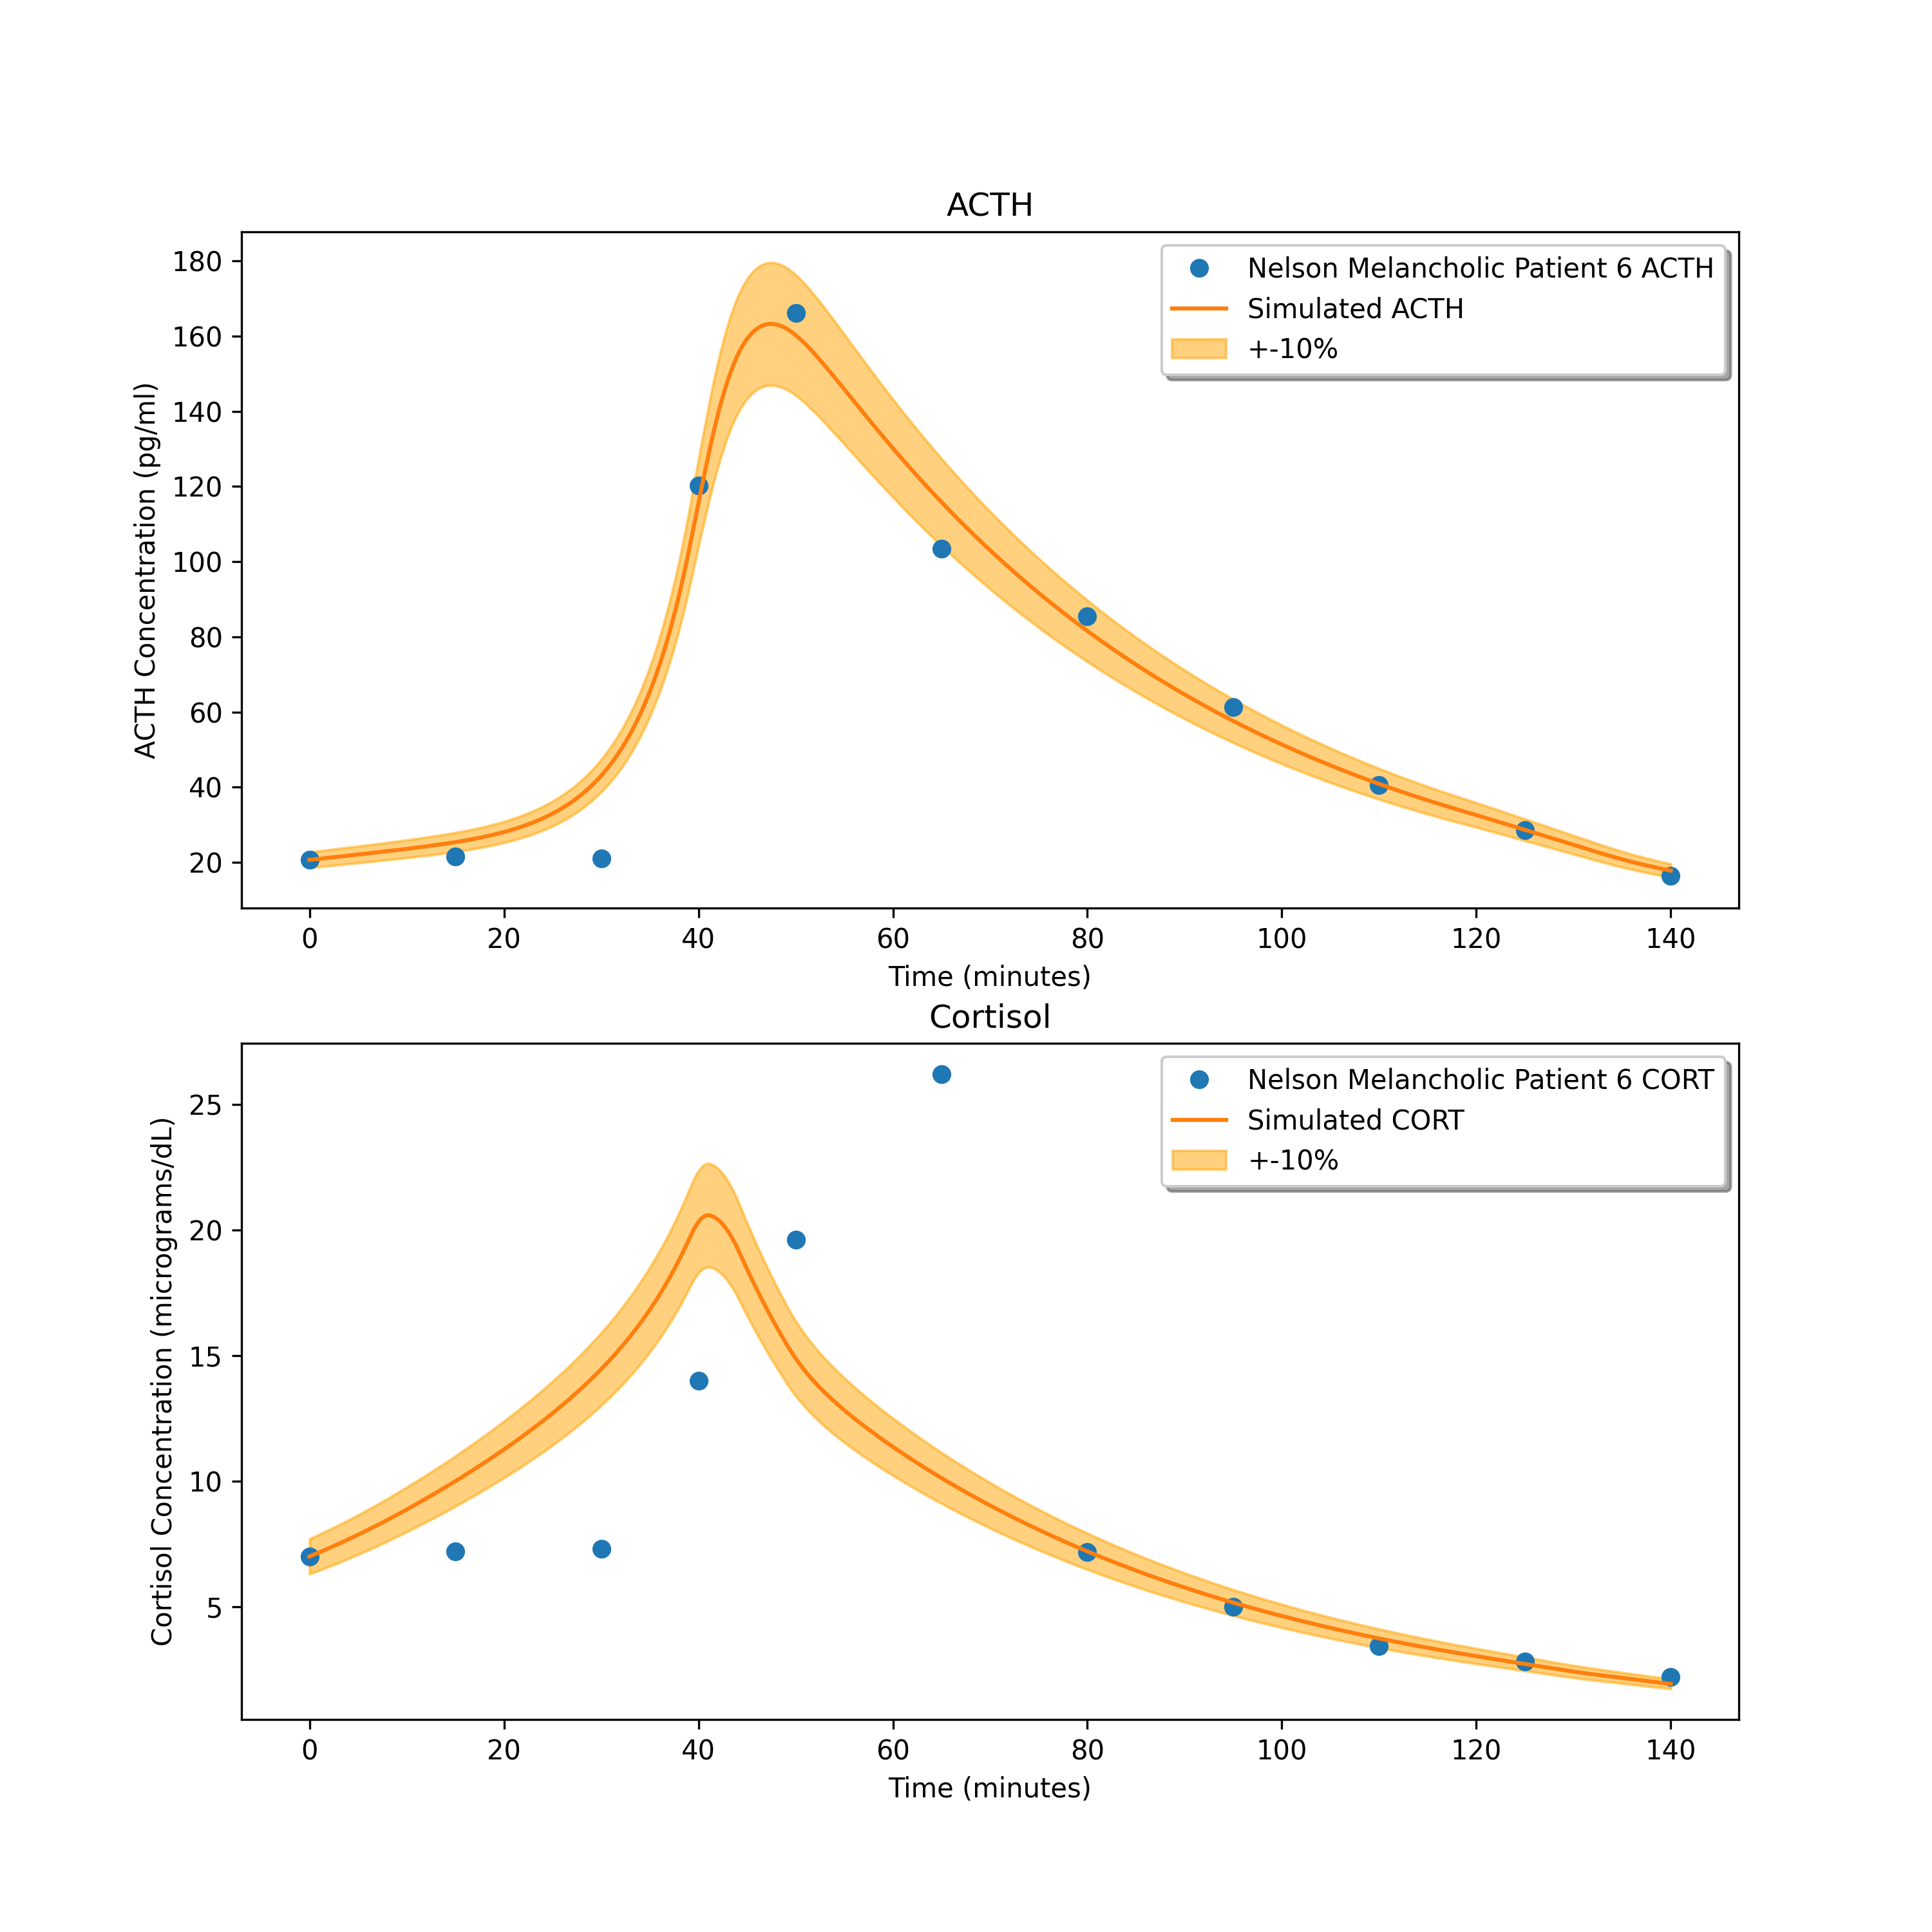 ACTH
180
160
140
120
100
80
60
40
20
ACTH Concentration (pg/ml)
Nelson Melancholic Patient 6 ACTH
Simulated ACTH
+-10%
0 20 40 60 80 100 120 140
Time (minutes)
Cortisol
25
20
15
10
5
Cortisol Concentration (micrograms/dL)
Nelson Melancholic Patient 6 CORT
Simulated CORT
+-10%
0 20 40 60 80 100 120 140
Time (minutes)